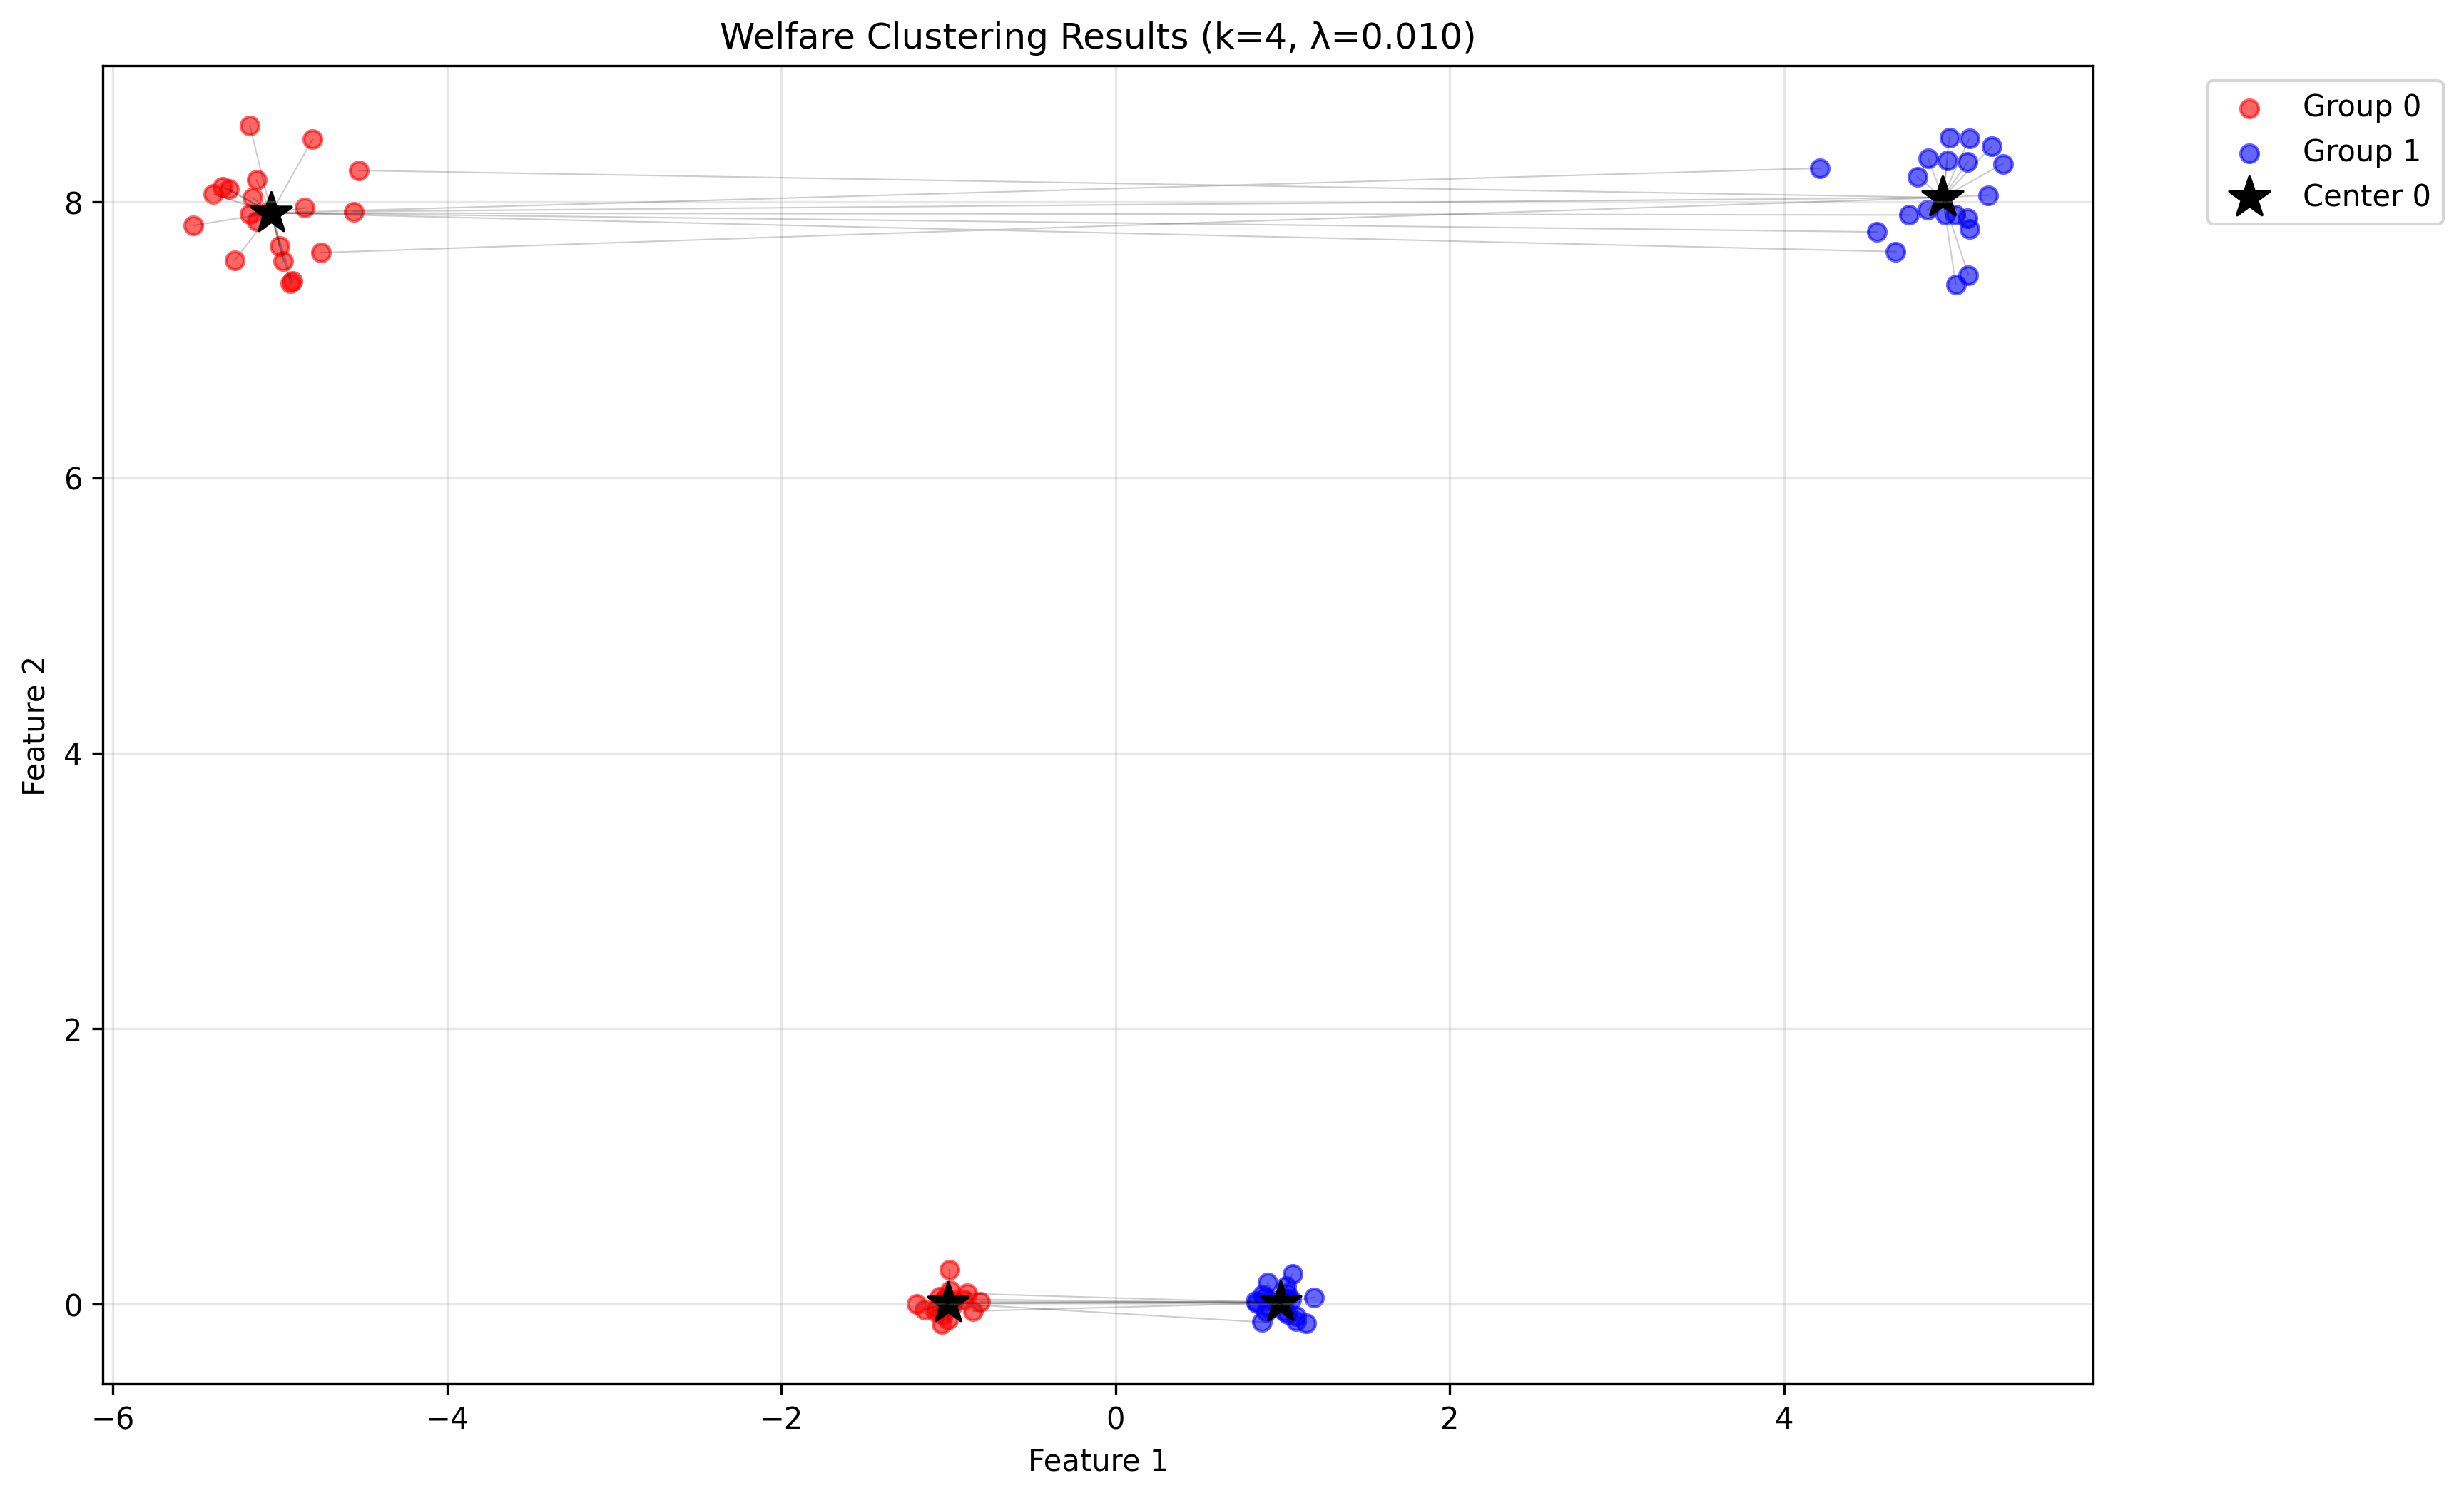 Welfare Clustering Results (k=4, λ=0.010)
Group 0
Group 1
Center 0
Feature 2
8
6
4
2
0
−6
−4
−2
0
2
4
Feature 1